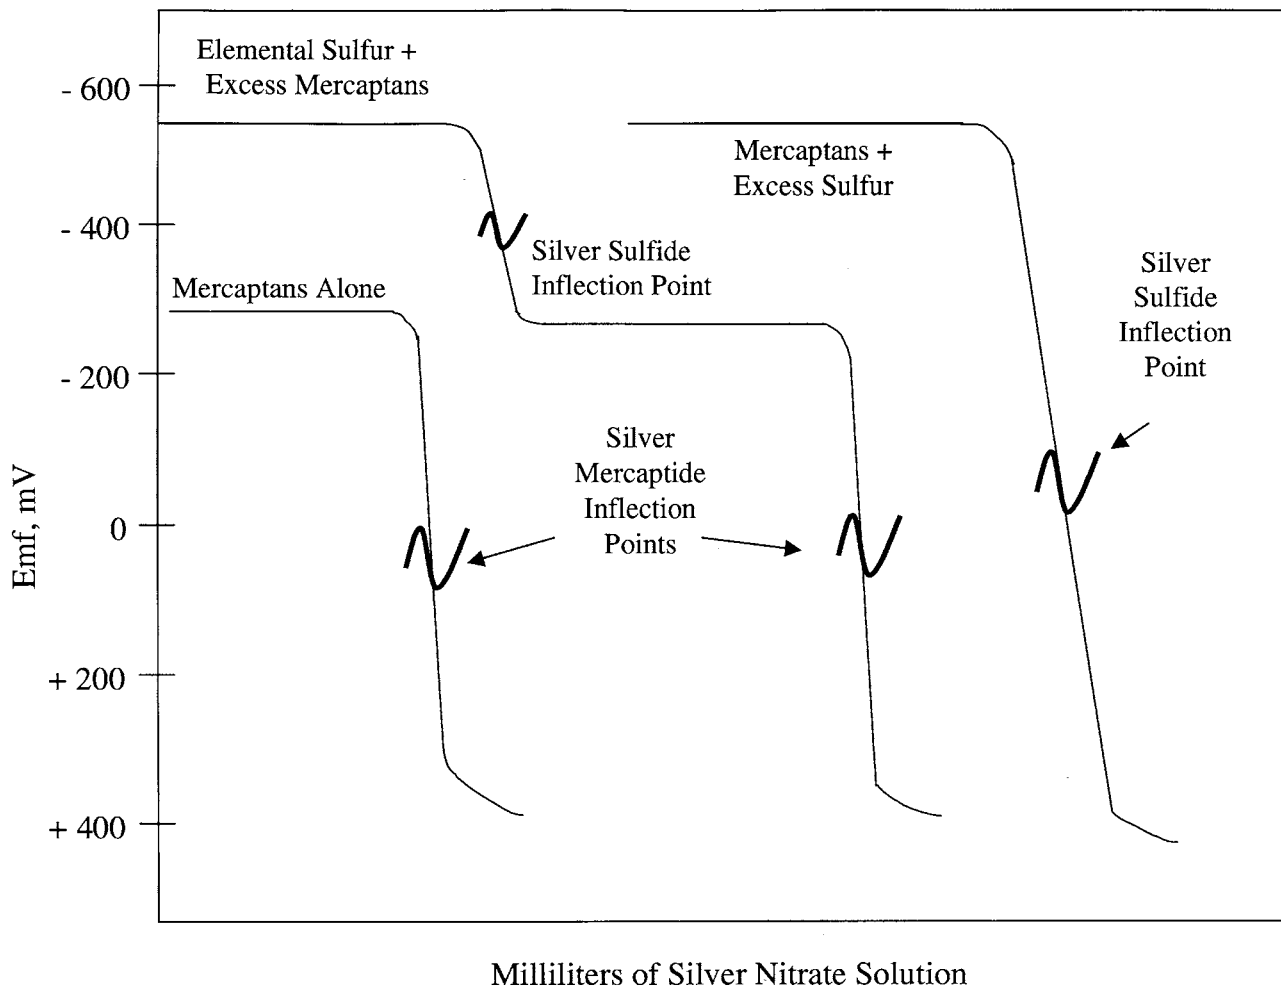 Elemental Sulfur +
Excess Mercaptans
- 600
Mercaptans +
Excess Sulfur
- 400
Silver Sulfide
Inflection Point
Silver
Sulfide
Inflection
Point
Mercaptans Alone
- 200
Silver
Mercaptide
Inflection
Points
Emf, mV
0
+ 200
+ 400
Milliliters of Silver Nitrate Solution